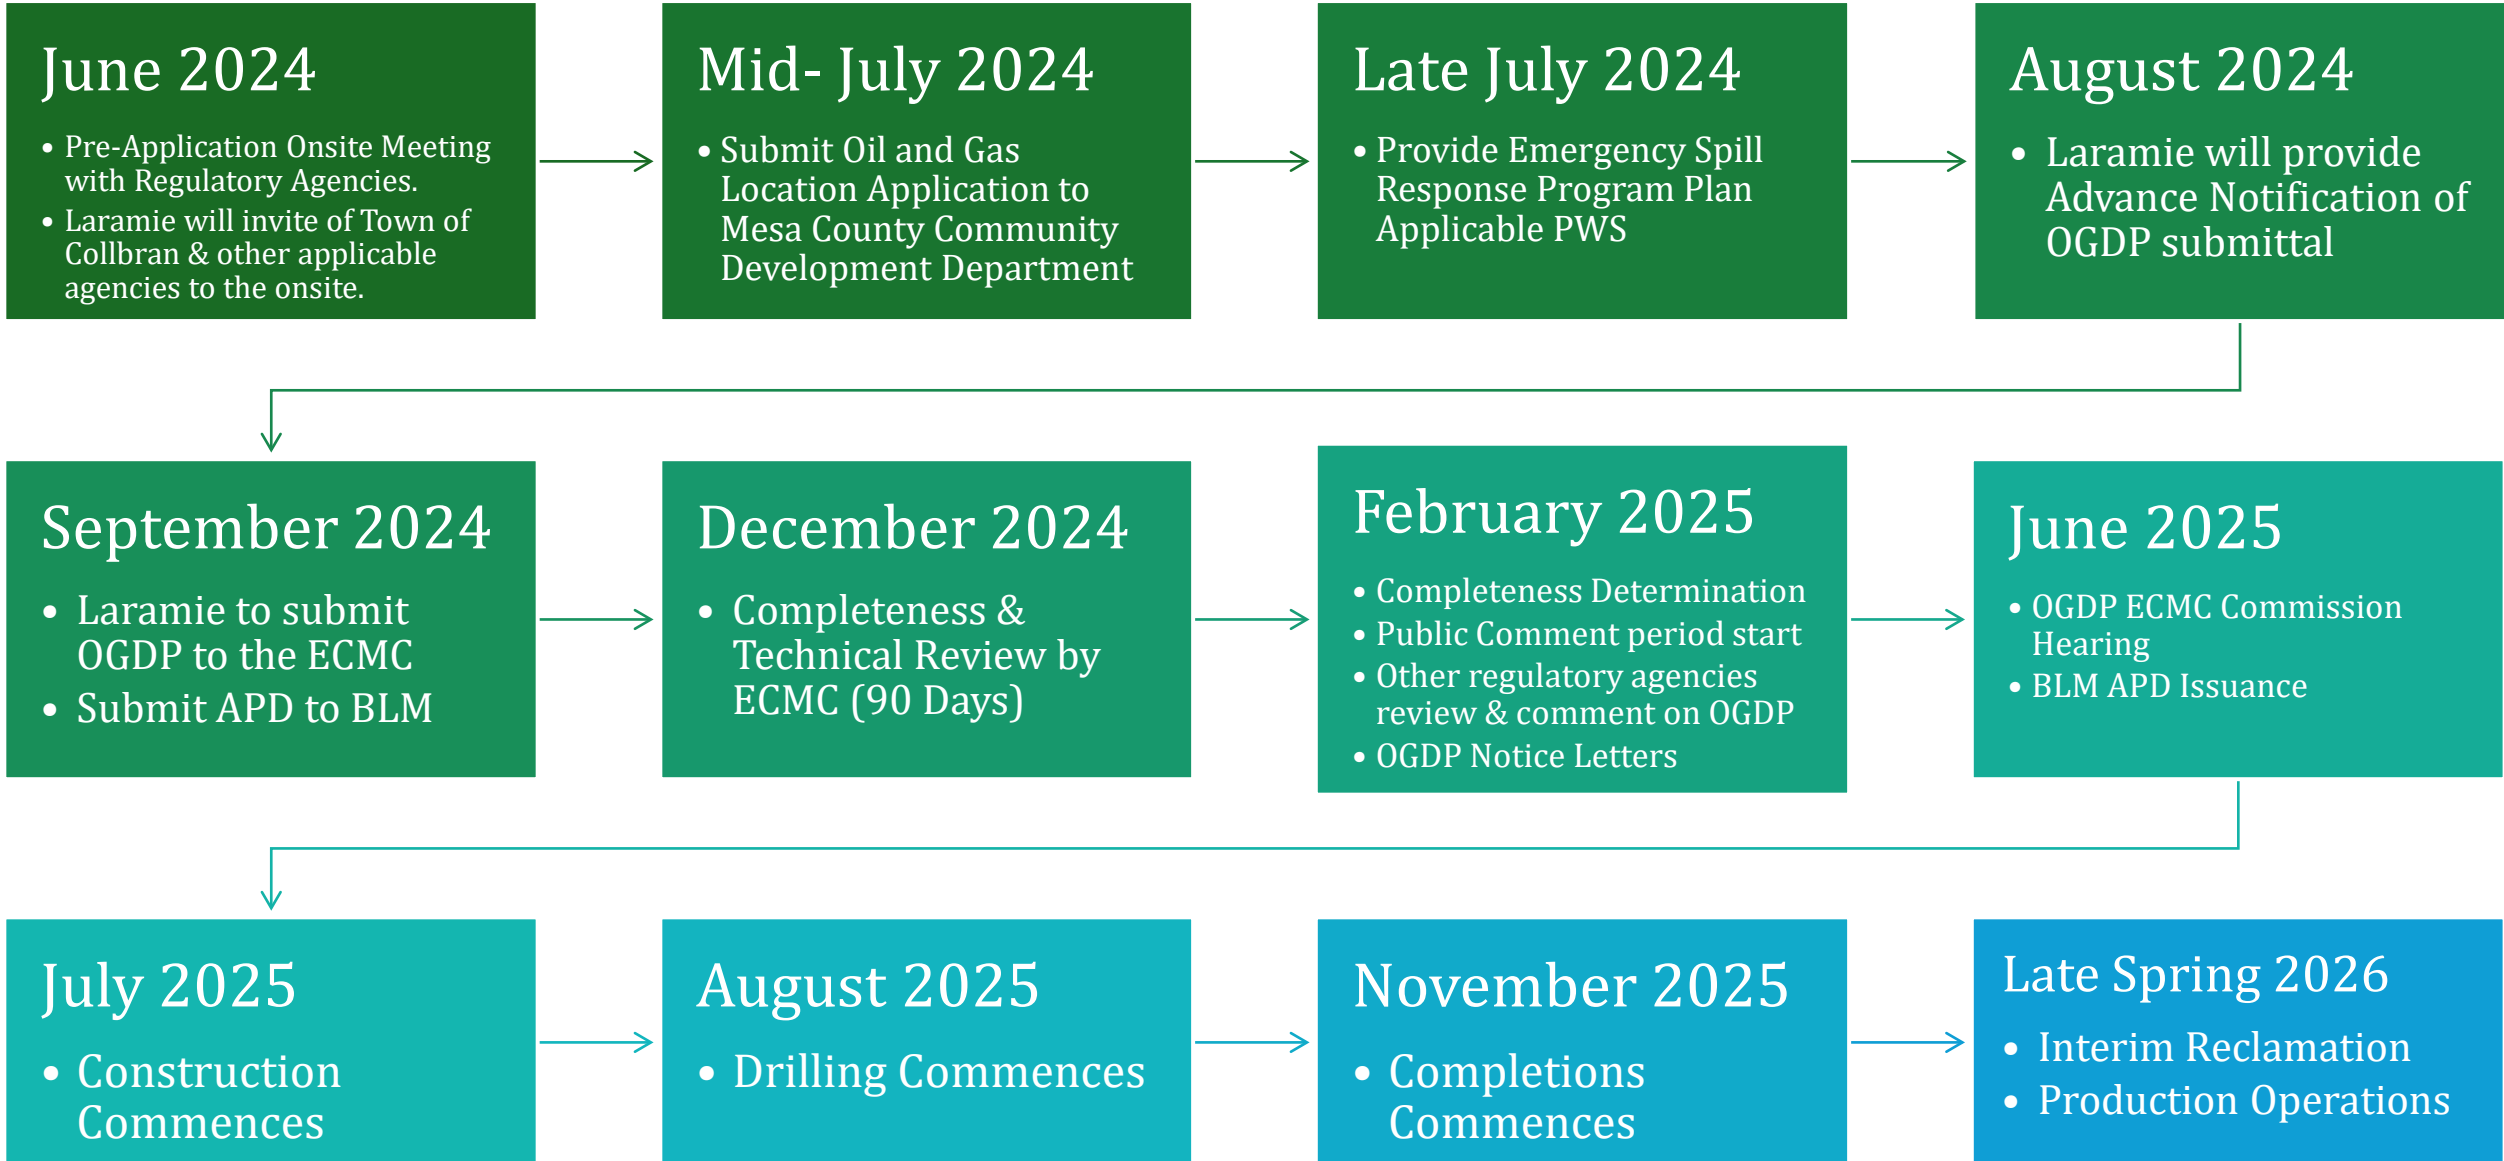 June 2024
• Pre-Application Onsite Meeting
with Regulatory Agencies.
• Laramie will invite of Town of
Collbran & other applicable
agencies to the onsite.
Mid- July 2024
• Submit Oil and Gas
Location Application to
Mesa County Community
Development Department
Late July 2024
• Provide Emergency Spill
Response Program Plan
Applicable PWS
August 2024
• Laramie will provide
Advance Notification of
OGDP submittal
September 2024
• Laramie to submit
OGDP to the ECMC
• Submit APD to BLM
December 2024
• Completeness &
Technical Review by
ECMC (90 Days)
February 2025
• Completeness Determination
• Public Comment period start
• Other regulatory agencies
review & comment on OGDP
• OGDP Notice Letters
June 2025
• OGDP ECMC Commission
Hearing
• BLM APD Issuance
July 2025
• Construction
Commences
August 2025
• Drilling Commences
November 2025
• Completions
Commences
Late Spring 2026
• Interim Reclamation
• Production Operations